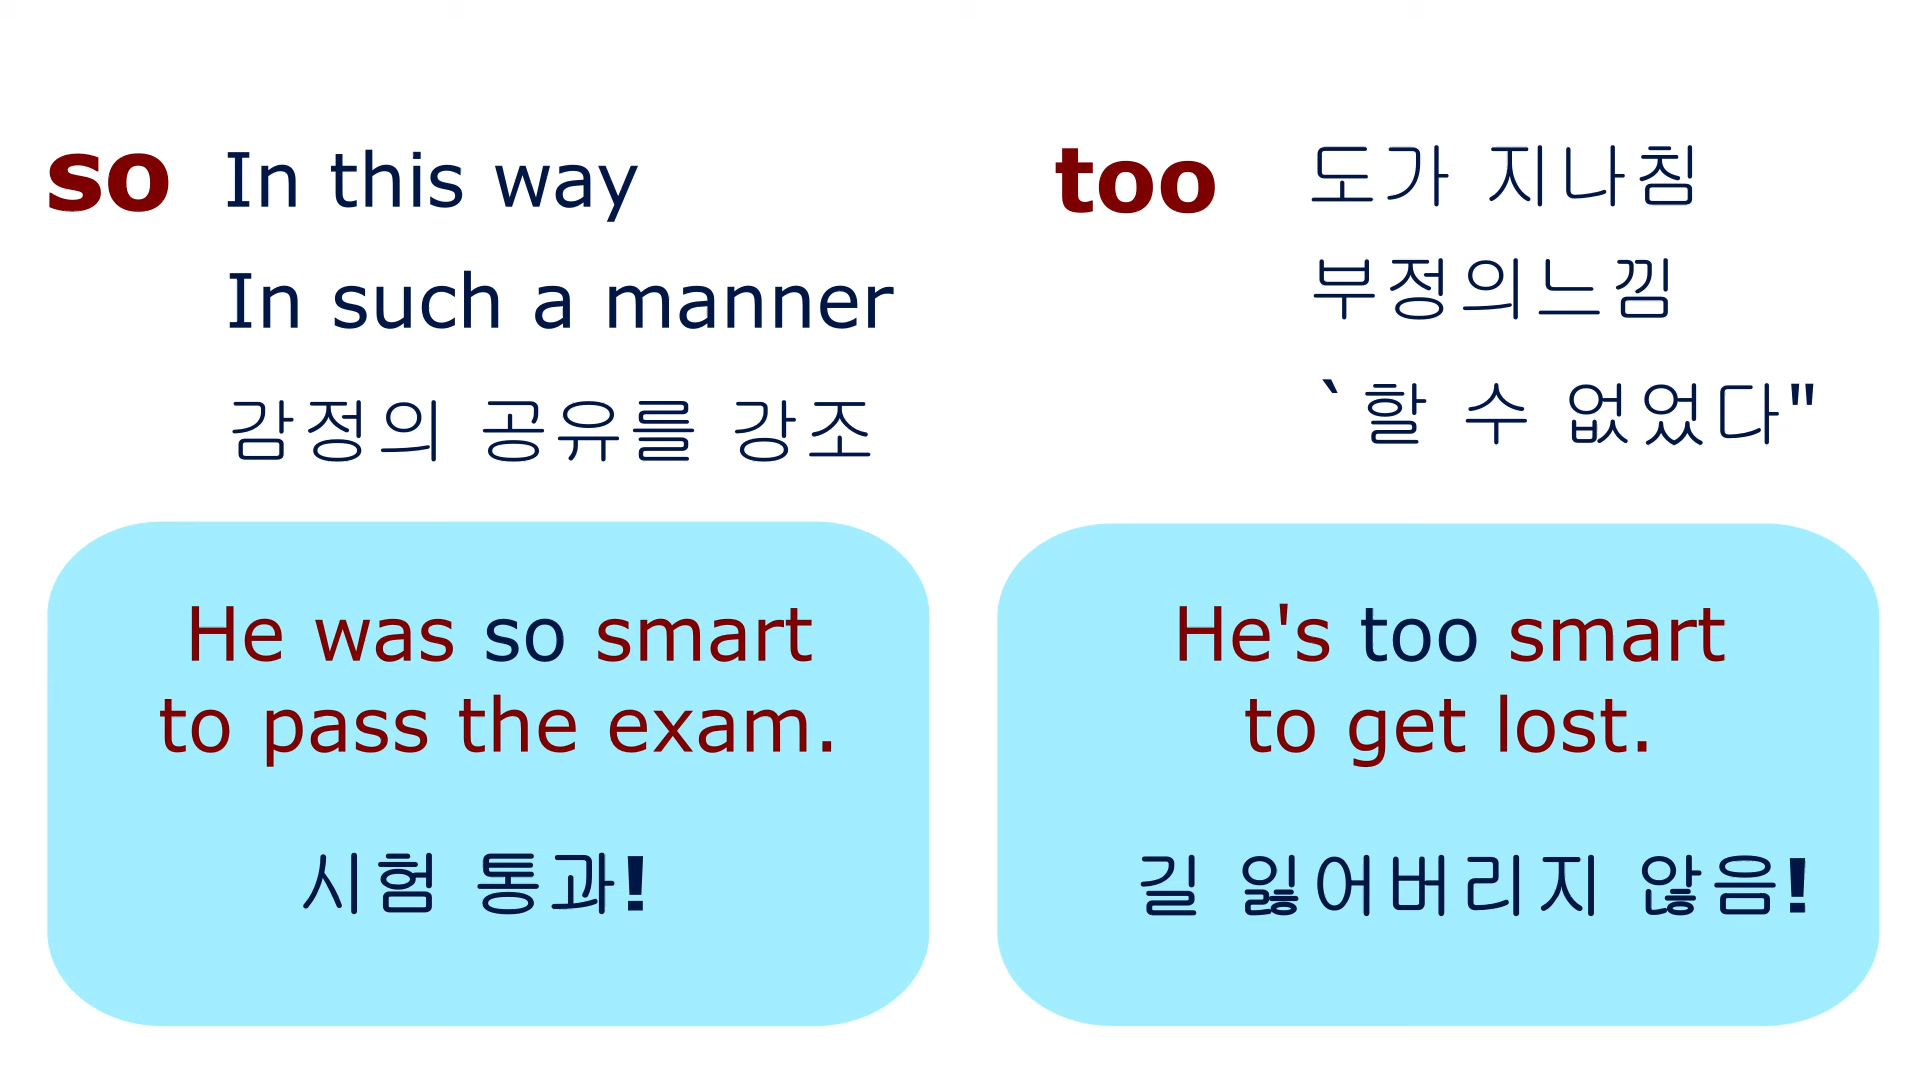 so In this way
In such a manner
감정의 공유를 강조
He was so smart
to pass the exam.
시험 통과!
too 도가 지나침
부정의느낌
`할 수 없었다"
He's too smart
to get lost.
길 잃어버리지 않음!